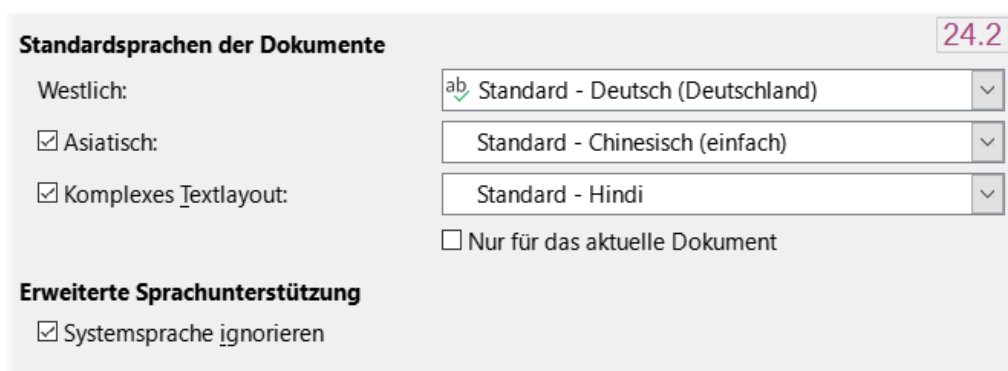 24.2
Standardsprachen der Dokumente
Westlich: ab Standard - Deutsch (Deutschland)
Asiatisch: Standard - Chinesisch (einfach)
Komplexes Textlayout: Standard - Hindi
Nur für das aktuelle Dokument
Erweiterte Sprachunterstützung
Systemsprache ignorieren